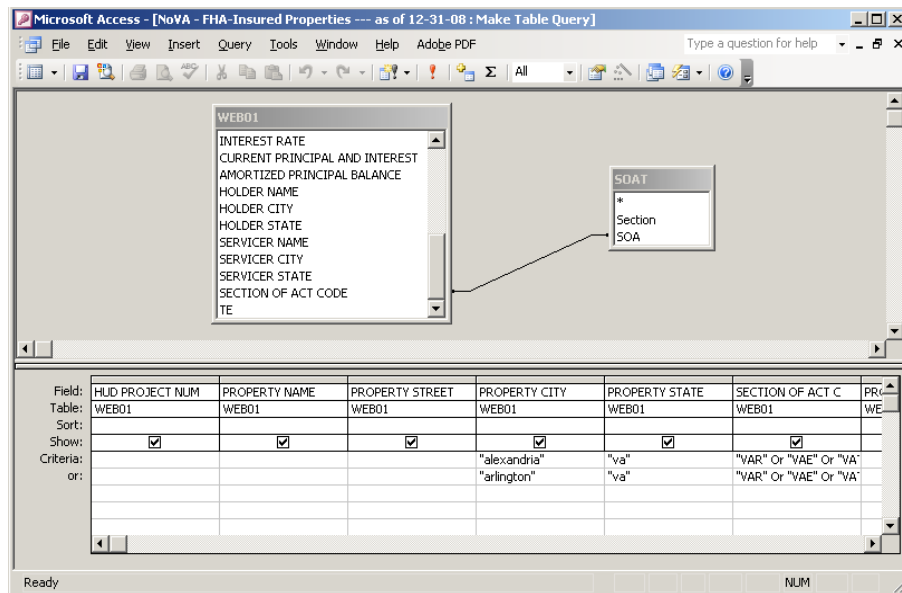 Microsoft Access - [NoVA - FHA-Insured Properties --- as of 12-31-08 : Make Table Query]
File Edit View Insert Query Tools Window Help Adobe PDF Type a question for help
ABC Σ All
WEB01
INTEREST RATE
CURRENT PRINCIPAL AND INTEREST
AMORTIZED PRINCIPAL BALANCE
HOLDER NAME
HOLDER CITY
HOLDER STATE
SERVICER NAME
SERVICER CITY
SERVICER STATE
SECTION OF ACT CODE
TE
SOAT
*
Section
SOA
Field: HUD PROJECT NUM PROPERTY NAME PROPERTY STREET PROPERTY CITY PROPERTY STATE SECTION OF ACT C PRO
Table: WEB01 WEB01 WEB01 WEB01 WEB01 WEB01 WE
Sort:
Show:
Criteria: "alexandria" "va" "VAR" Or "VAE" Or "VA
or: "arlington" "va" "VAR" Or "VAE" Or "VA
Ready NUM